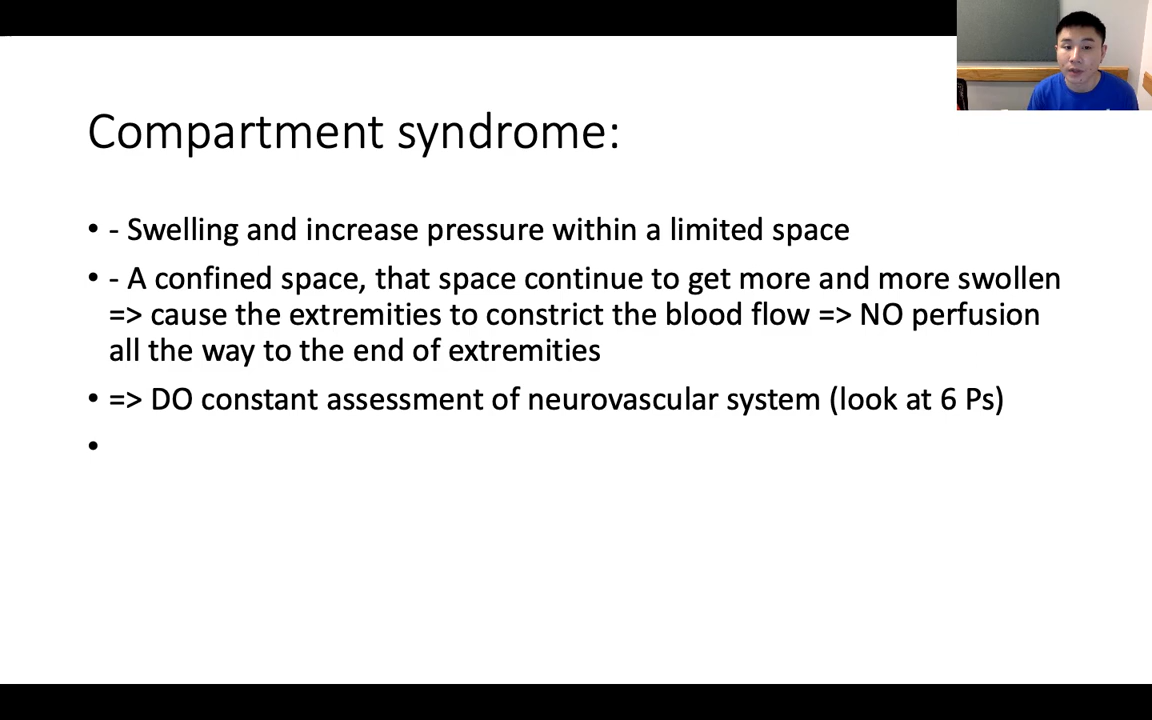 Compartment syndrome:
• - Swelling and increase pressure within a limited space
• - A confined space, that space continue to get more and more swollen
=> cause the extremities to constrict the blood flow => NO perfusion
all the way to the end of extremities
• => DO constant assessment of neurovascular system (look at 6 Ps)
•